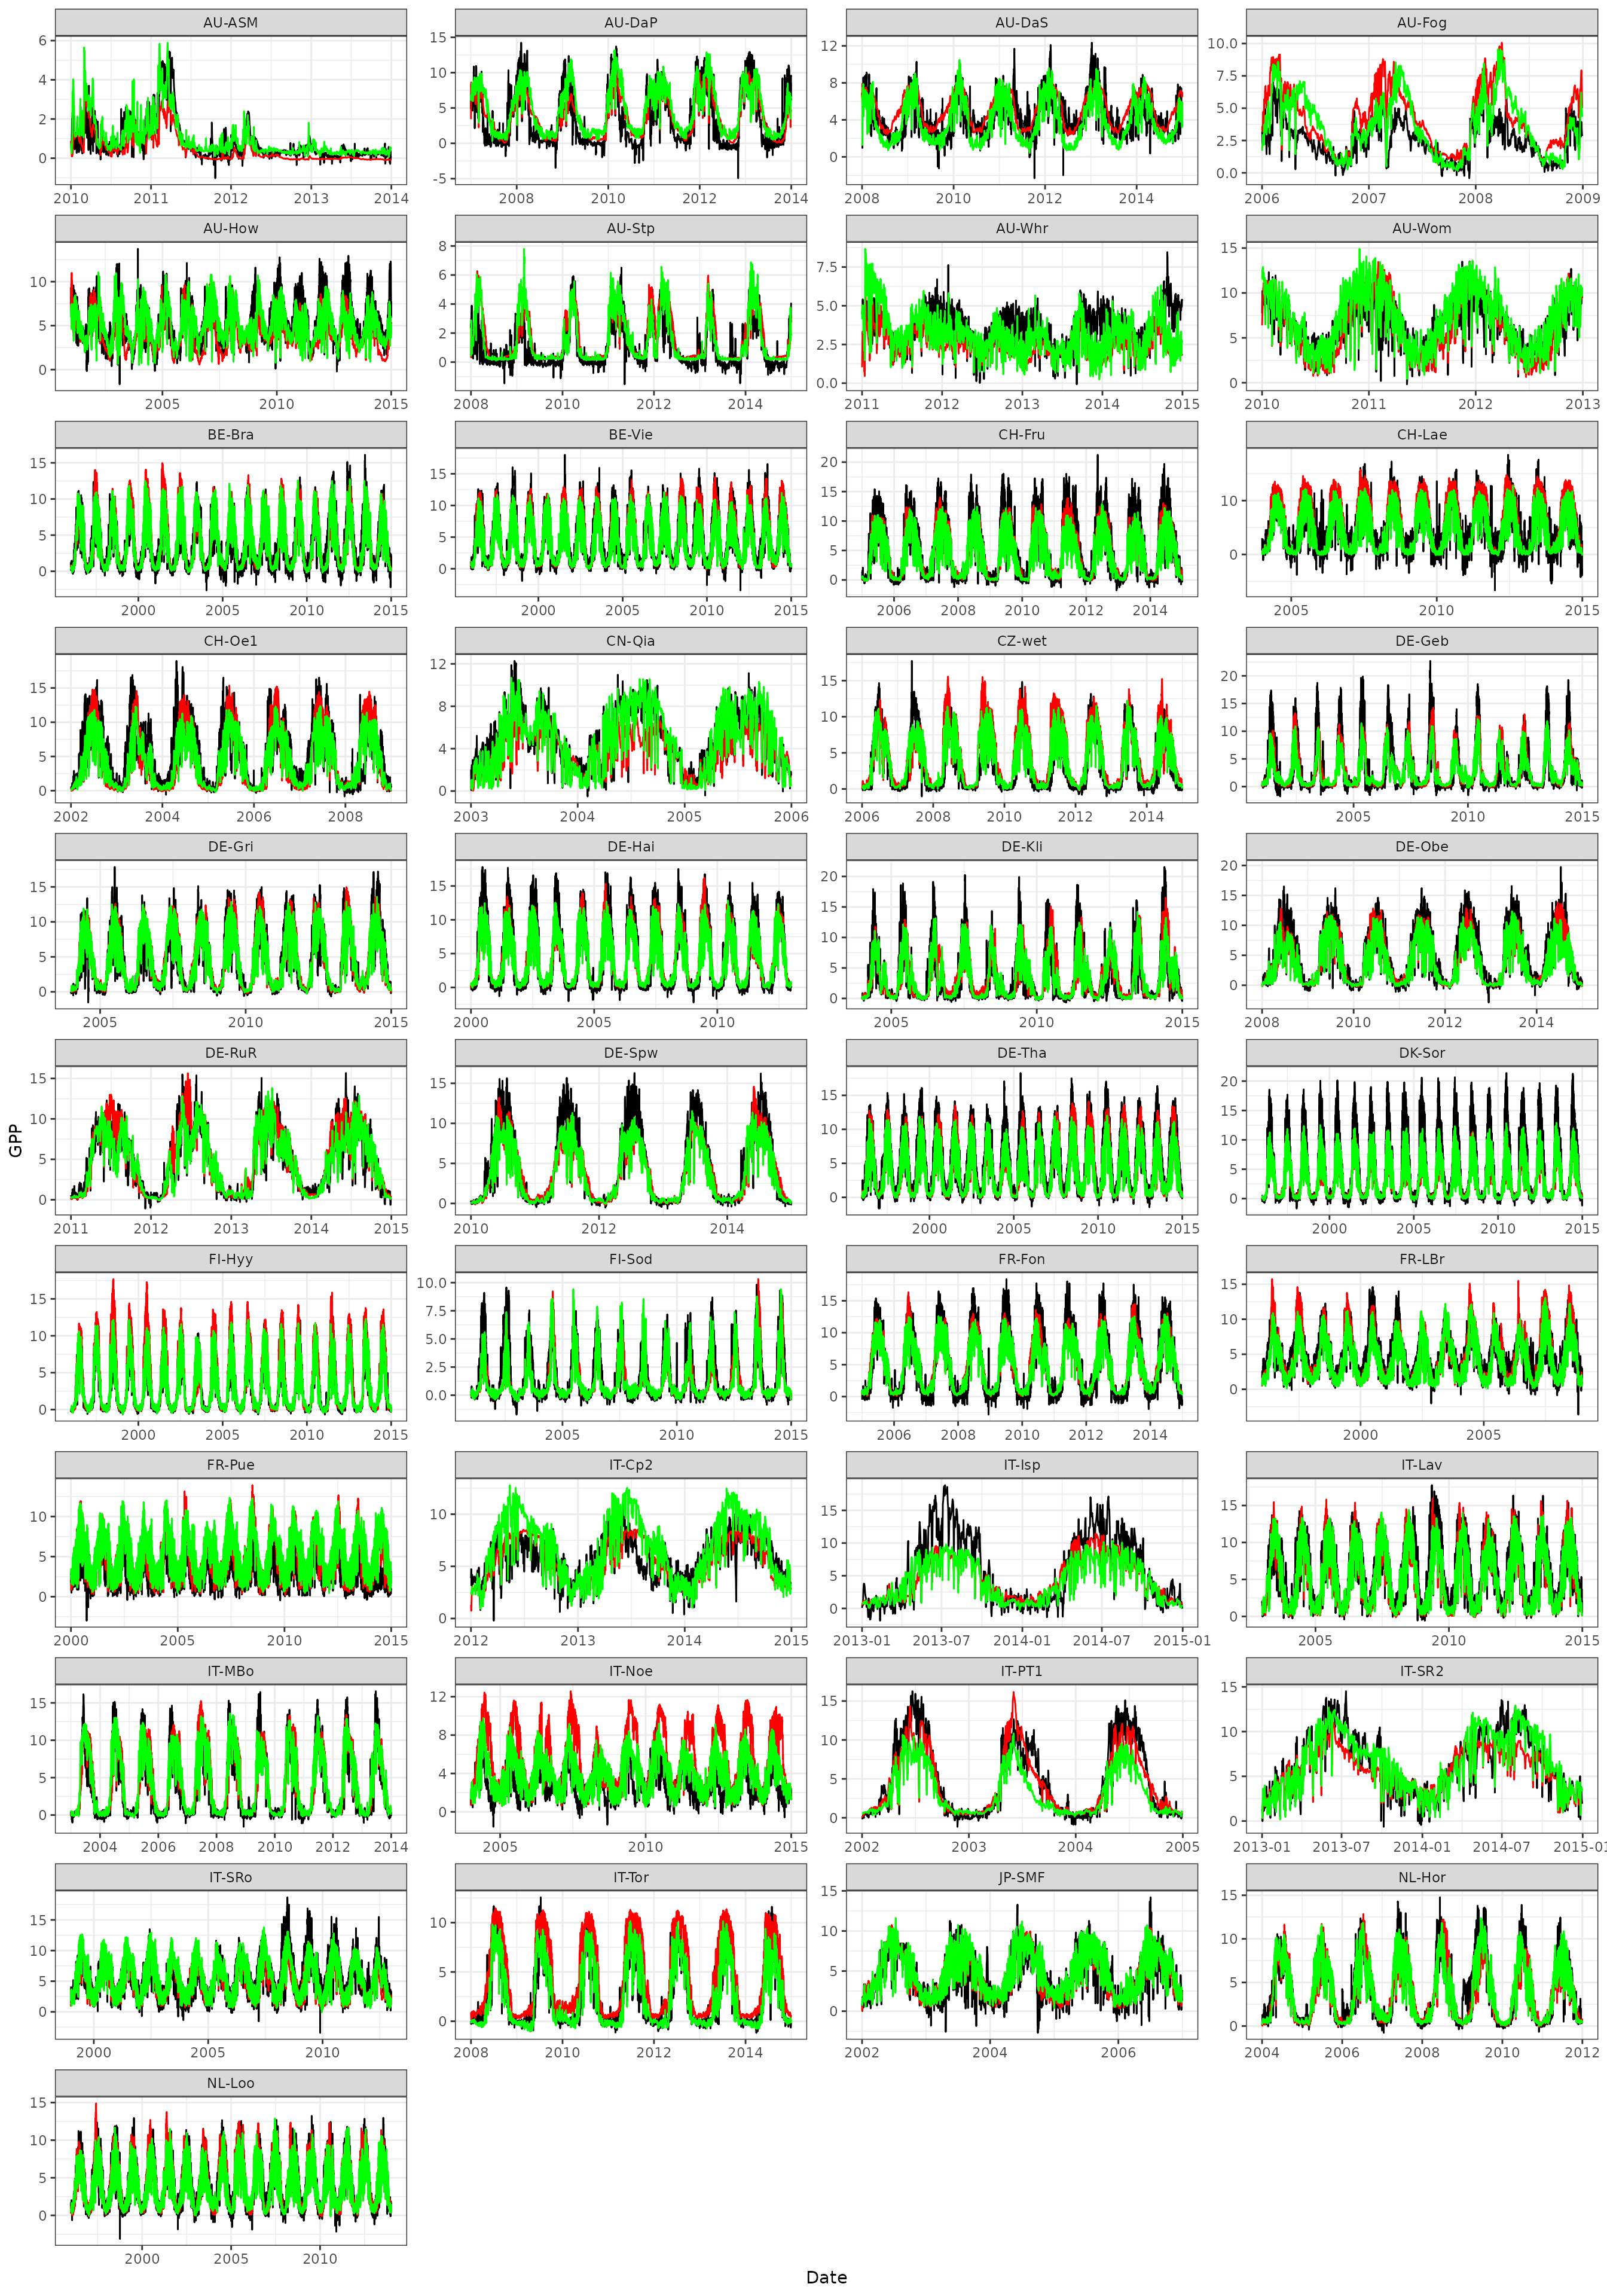 AU-ASM AU-DaP AU-DaS AU-Fog
6 4 2 0
15 10 5 0 -5
12 8 4 0
10.0 7.5 5.0 2.5 0.0
2010 2011 2012 2013 2014
2008 2010 2012 2014
2008 2010 2012 2014
2006 2007 2008 2009
AU-How AU-Stp AU-Whr AU-Wom
10 5 0
8 6 4 2 0
7.5 5.0 2.5 0.0
15 10 5 0
2005 2010 2015
2008 2010 2012 2014
2011 2012 2013 2014 2015
2010 2011 2012 2013
BE-Bra BE-Vie CH-Fru CH-Lae
15 10 5 0
15 10 5 0
20 15 10 5 0
10 0
2000 2005 2010 2015
2000 2005 2010 2015
2006 2008 2010 2012 2014
2005 2010 2015
CH-Oe1 CN-Qia CZ-wet DE-Geb
15 10 5 0
12 8 4 0
15 10 5 0
20 15 10 5 0
2002 2004 2006 2008
2003 2004 2005 2006
2006 2008 2010 2012 2014
2005 2010 2015
DE-Gri DE-Hai DE-Kli DE-Obe
15 10 5 0
15 10 5 0
20 15 10 5 0
20 15 10 5 0
2005 2010 2015
2000 2005 2010
2005 2010 2015
2008 2010 2012 2014
DE-RuR DE-Spw DE-Tha DK-Sor
15 10 5 0
15 10 5 0
15 10 5 0
20 15 10 5 0
2011 2012 2013 2014 2015
2010 2012 2014
2000 2005 2010 2015
2000 2005 2010 2015
GPP
FI-Hyy FI-Sod FR-Fon FR-LBr
15 10 5 0
10.0 7.5 5.0 2.5 0.0
15 10 5 0
15 10 5 0
2000 2005 2010 2015
2005 2010 2015
2006 2008 2010 2012 2014
2000 2005
FR-Pue IT-Cp2 IT-Isp IT-Lav
10 5 0
10 5 0
15 10 5 0
15 10 5 0
2000 2005 2010 2015
2012 2013 2014 2015
2013-01 2013-07 2014-01 2014-07 2015-01
2005 2010 2015
IT-MBo IT-Noe IT-PT1 IT-SR2
15 10 5 0
12 8 4 0
15 10 5 0
15 10 5 0
2004 2006 2008 2010 2012 2014
2005 2010 2015
2002 2003 2004 2005
2013-01 2013-07 2014-01 2014-07 2015-01
IT-SRo IT-Tor JP-SMF NL-Hor
15 10 5 0
10 5 0
15 10 5 0
15 10 5 0
2000 2005 2010
2008 2010 2012 2014
2002 2004 2006
2004 2006 2008 2010 2012
NL-Loo
15 10 5 0
2000 2005 2010
Date